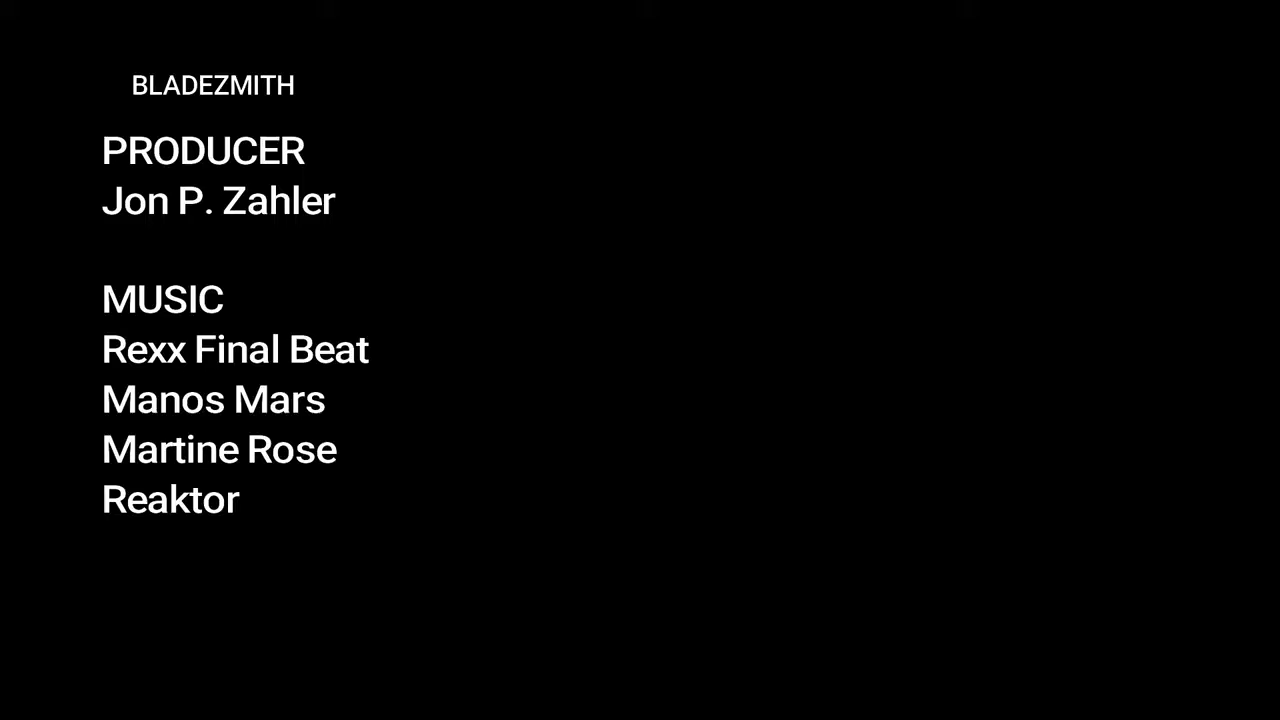 BLADEZMITH
PRODUCER
Jon P. Zahler
MUSIC
Rexx Final Beat
Manos Mars
Martine Rose
Reaktor